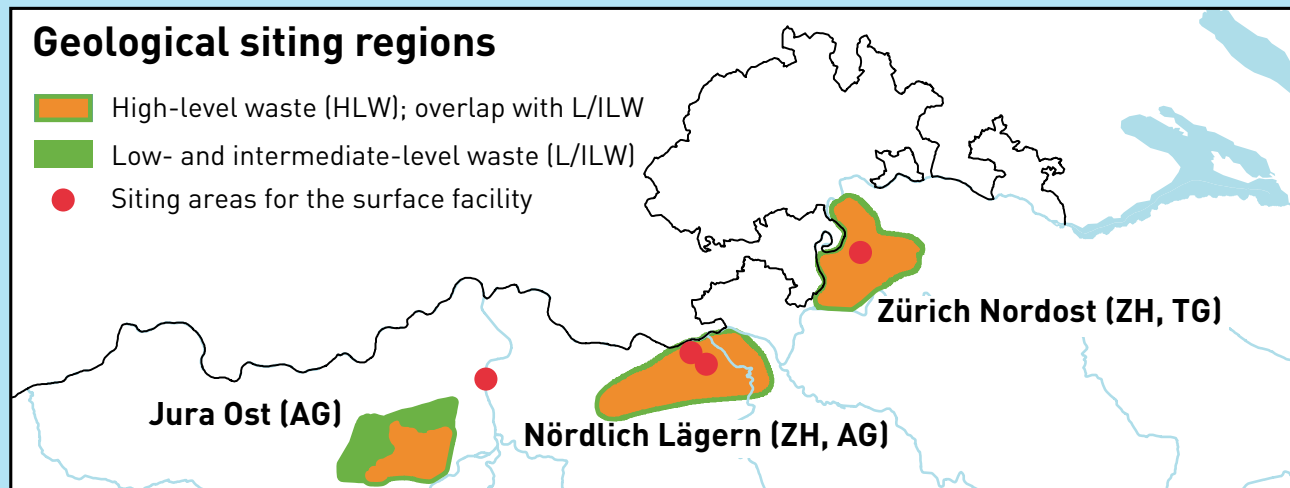 Geological siting regions
High-level waste (HLW); overlap with L/ILW
Low- and intermediate-level waste (L/ILW)
Siting areas for the surface facility
Zürich Nordost (ZH, TG)
Jura Ost (AG)
Nördlich Lägern (ZH, AG)